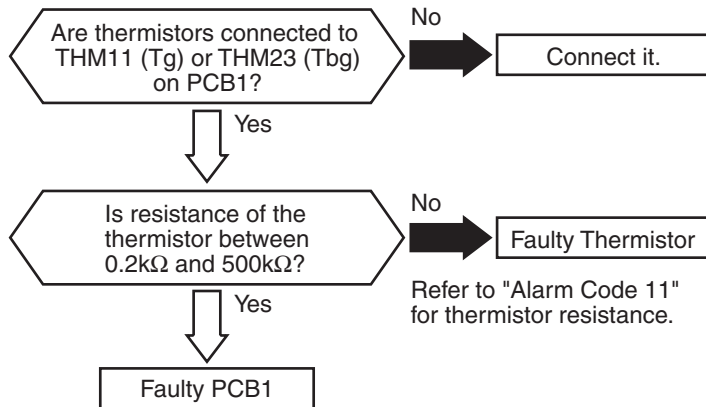 Are thermistors connected to
THM11 (Tg) or THM23 (Tbg)
on PCB1?
No
Connect it.
Yes
Is resistance of the
thermistor between
0.2kΩ and 500kΩ?
No
Faulty Thermistor
Refer to "Alarm Code 11"
for thermistor resistance.
Yes
Faulty PCB1